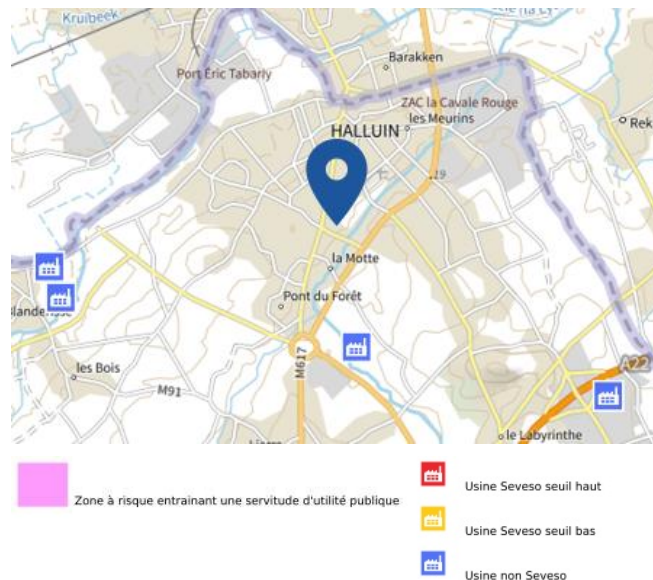 Kruibeek
Port Éric Tabarly
Barakken
ZAC la Cavale Rouge
les Meurins
HALLUIN
Rek
la Motte
Pont du Forêt
les Bois
M91
M617
A22
le Labyrinthe
Zone à risque entrainant une servitude d'utilité publique
Usine Seveso seuil haut
Usine Seveso seuil bas
Usine non Seveso